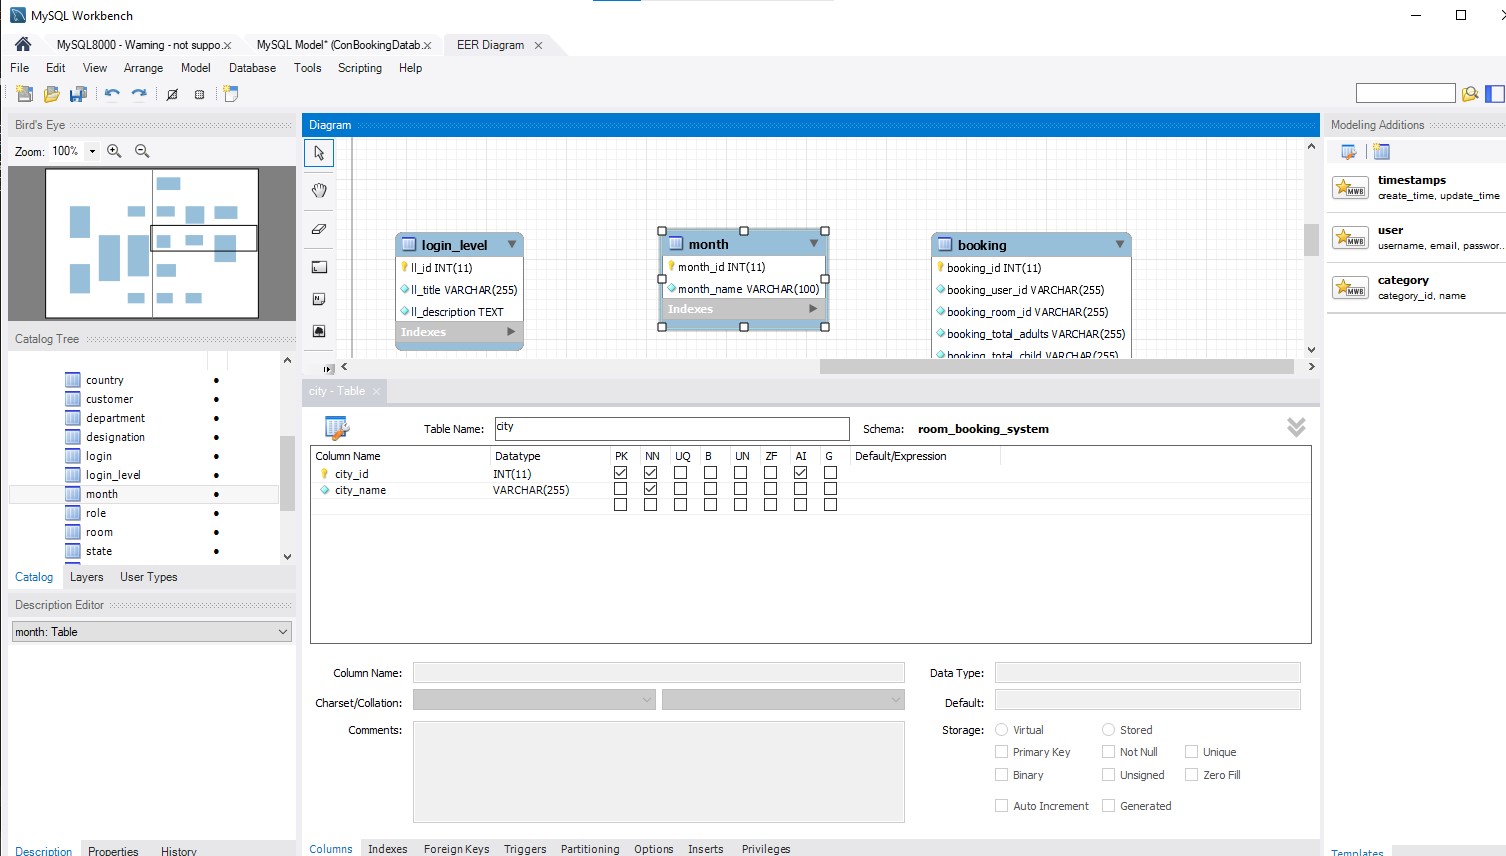 MySQL Workbench
MySQL8000 - Warning - not suppo.x
MySQL Model* (ConBookingDatab.x
EER Diagram
File Edit View Arrange Model Database Tools Scripting Help
Bird's Eye
Zoom: 100%
Catalog Tree
country
customer
department
designation
login
login_level
month
role
room
state
Catalog Layers User Types
Description Editor
month: Table
Description Properties History
Diagram
login_level
ll_id INT(11)
ll_title VARCHAR(255)
ll_description TEXT
Indexes
month
month_id INT(11)
month_name VARCHAR(100)
Indexes
booking
booking_id INT(11)
booking_user_id VARCHAR(255)
booking_room_id VARCHAR(255)
booking_total_adults VARCHAR(255)
booking_total_child VARCHAR(255)
city - Table
Table Name: city Schema: room_booking_system
Column Name Datatype PK NN UQ B UN ZF AI G Default/Expression
city_id INT(11)
city_name VARCHAR(255)
Column Name: Data Type:
Charset/Collation: Default:
Comments: Storage: Virtual Stored
Primary Key Not Null Unique
Binary Unsigned Zero Fill
Auto Increment Generated
Columns Indexes Foreign Keys Triggers Partitioning Options Inserts Privileges
Modeling Additions
MWB
timestamps
create_time, update_time
MWB
user
username, email, passwor...
MWB
category
category_id, name
Templates